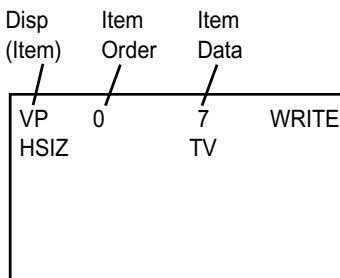 Disp Item Item
(Item) Order Data
VP 0 7 WRITE
HSIZ TV